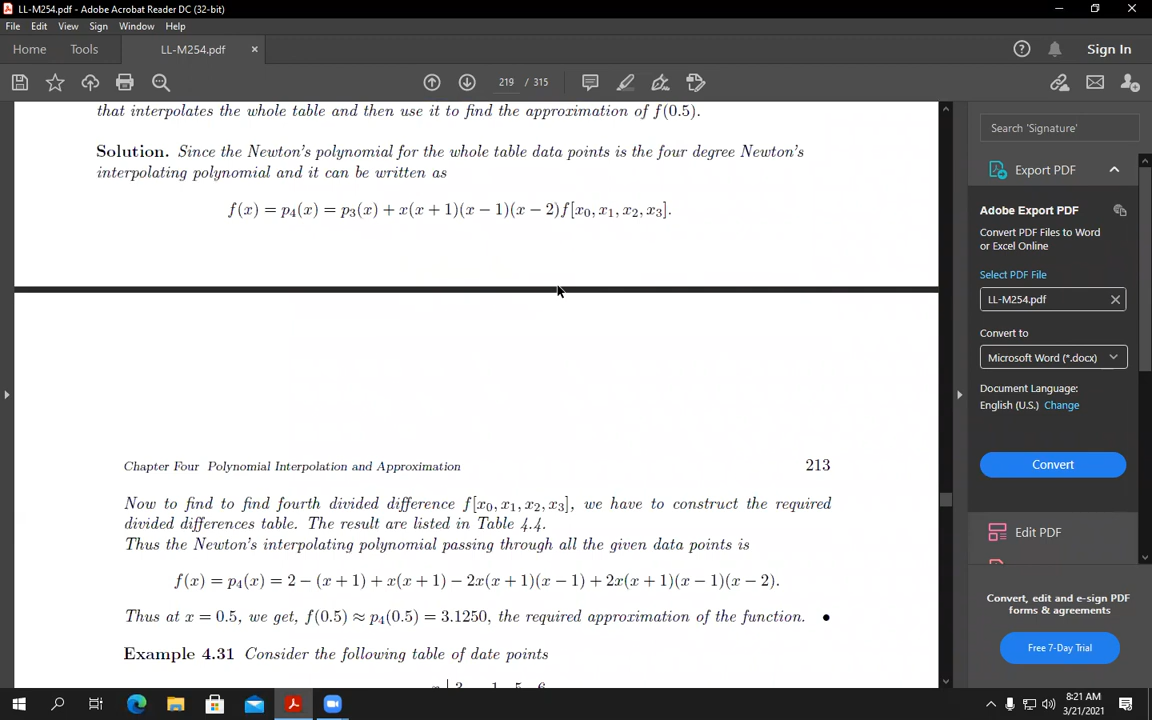 LL-M254.pdf - Adobe Acrobat Reader DC (32-bit)
File Edit View Sign Window Help
Home Tools LL-M254.pdf × Sign In
219 / 315
that interpolates the whole table and then use it to find the approximation of f(0.5).
Solution. Since the Newton's polynomial for the whole table data points is the four degree Newton's
interpolating polynomial and it can be written as
f(x) = p₄(x) = p₃(x) + x(x + 1)(x − 1)(x − 2)f[x₀, x₁, x₂, x₃].
Chapter Four Polynomial Interpolation and Approximation 213
Now to find to find fourth divided difference f[x₀, x₁, x₂, x₃], we have to construct the required
divided differences table. The result are listed in Table 4.4.
Thus the Newton's interpolating polynomial passing through all the given data points is
f(x) = p₄(x) = 2 − (x + 1) + x(x + 1) − 2x(x + 1)(x − 1) + 2x(x + 1)(x − 1)(x − 2).
Thus at x = 0.5, we get, f(0.5) ≈ p₄(0.5) = 3.1250, the required approximation of the function. •
Example 4.31 Consider the following table of date points
Search 'Signature'
Export PDF
Adobe Export PDF
Convert PDF Files to Word
or Excel Online
Select PDF File
LL-M254.pdf
Convert to
Microsoft Word (*.docx)
Document Language:
English (U.S.) Change
Convert
Edit PDF
Convert, edit and e-sign PDF
forms & agreements
Free 7-Day Trial
8:21 AM
3/21/2021